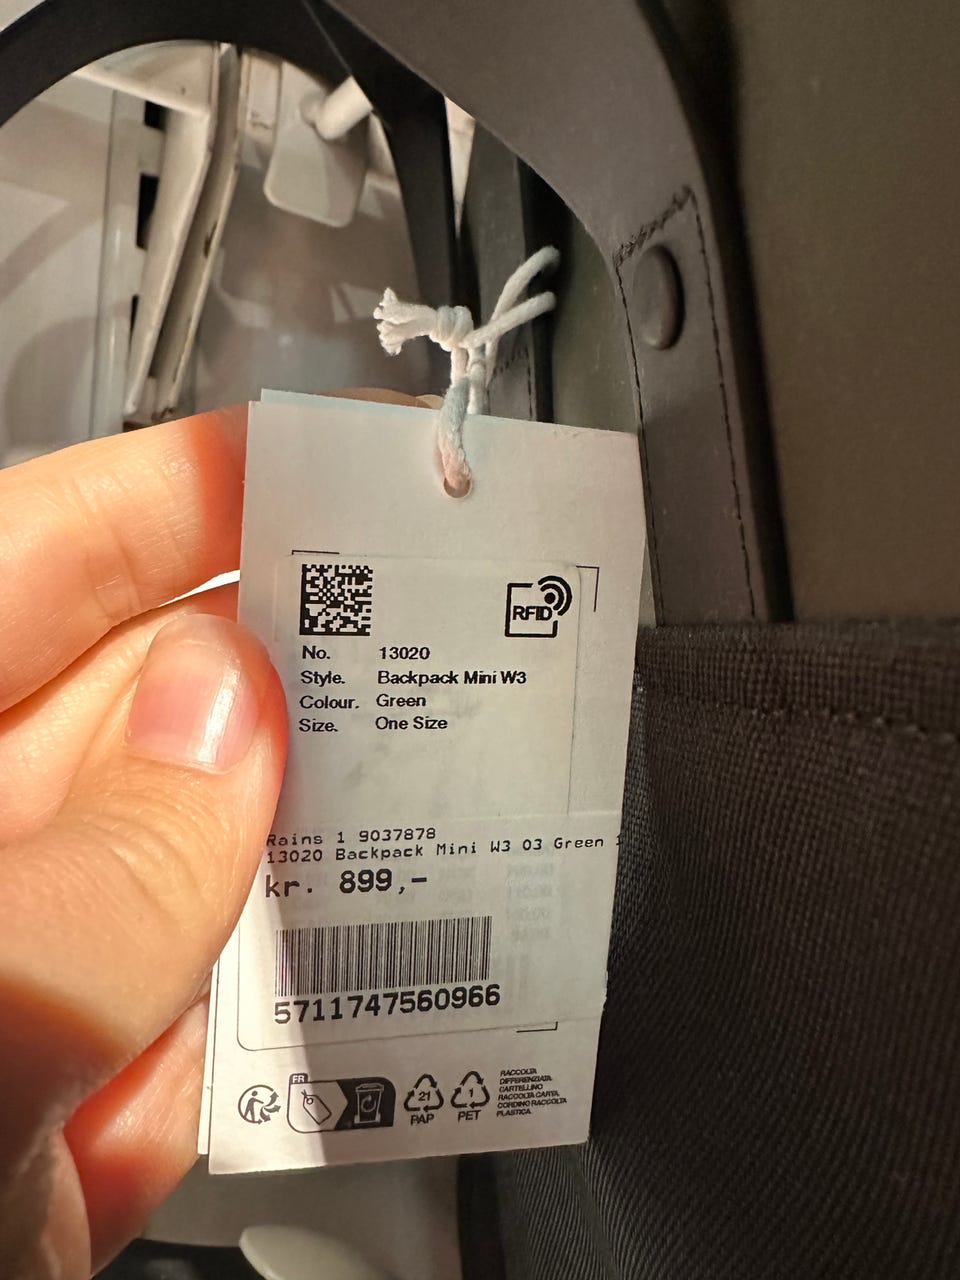 RFID
No. 13020
Style. Backpack Mini W3
Colour. Green
Size. One Size
Rains 1 9037878
13020 Backpack Mini W3 03 Green
kr. 899,-
5711747560966
FR
21
PAP
1
PET
RACCOLTA
DIFFERENZIATA.
CARTELLINO
RACCOLTA CARTA.
CORDINO RACCOLTA
PLASTICA.